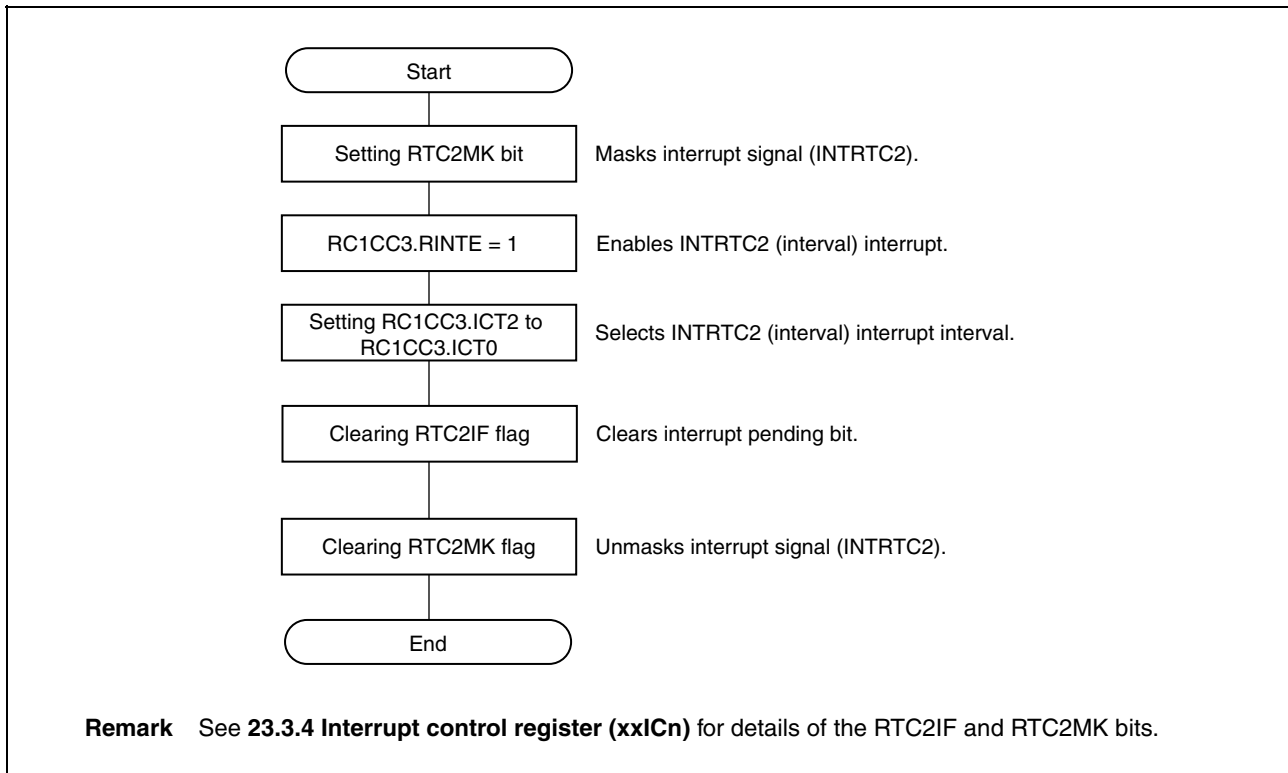 Start
Setting RTC2MK bit
Masks interrupt signal (INTRTC2).
RC1CC3.RINTE = 1
Enables INTRTC2 (interval) interrupt.
Setting RC1CC3.ICT2 to
RC1CC3.ICT0
Selects INTRTC2 (interval) interrupt interval.
Clearing RTC2IF flag
Clears interrupt pending bit.
Clearing RTC2MK flag
Unmasks interrupt signal (INTRTC2).
End
Remark See 23.3.4 Interrupt control register (xxICn) for details of the RTC2IF and RTC2MK bits.